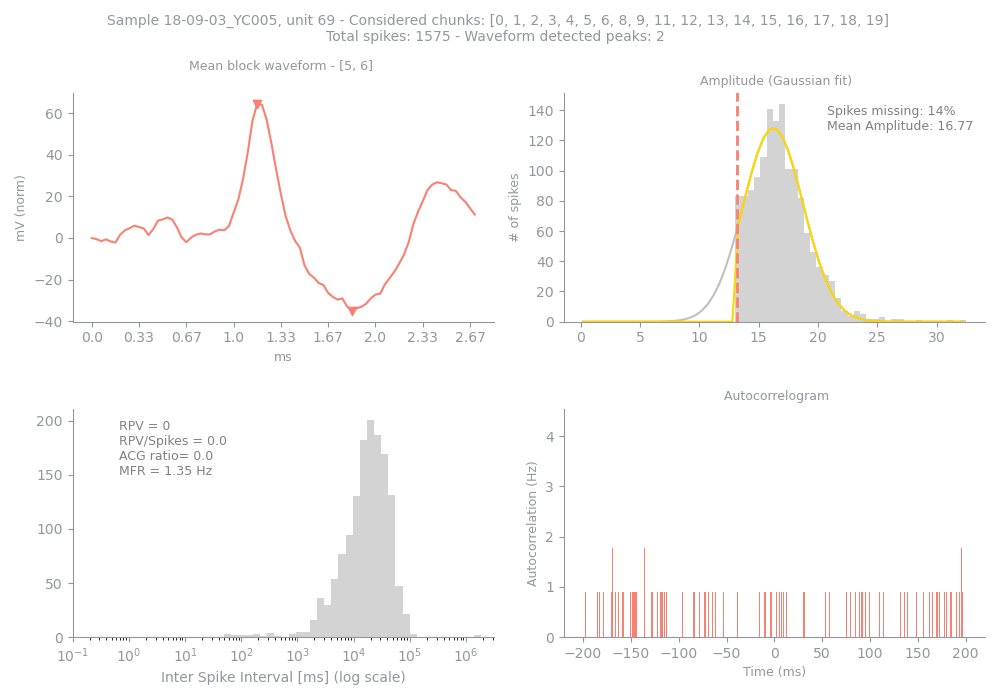 Sample 18-09-03_YC005, unit 69 - Considered chunks: [0, 1, 2, 3, 4, 5, 6, 8, 9, 11, 12, 13, 14, 15, 16, 17, 18, 19]
Total spikes: 1575 - Waveform detected peaks: 2
Mean block waveform - [5, 6]
60
40
20
0
−20
−40
mV (norm)
0.0 0.33 0.67 1.0 1.33 1.67 2.0 2.33 2.67
ms
Amplitude (Gaussian fit)
Spikes missing: 14%
Mean Amplitude: 16.77
140
120
100
80
60
40
20
0
# of spikes
0 5 10 15 20 25 30
RPV = 0
RPV/Spikes = 0.0
ACG ratio= 0.0
MFR = 1.35 Hz
200
150
100
50
0
10⁻¹ 10⁰ 10¹ 10² 10³ 10⁴ 10⁵ 10⁶
Inter Spike Interval [ms] (log scale)
Autocorrelogram
4
3
2
1
0
Autocorrelation (Hz)
−200 −150 −100 −50 0 50 100 150 200
Time (ms)